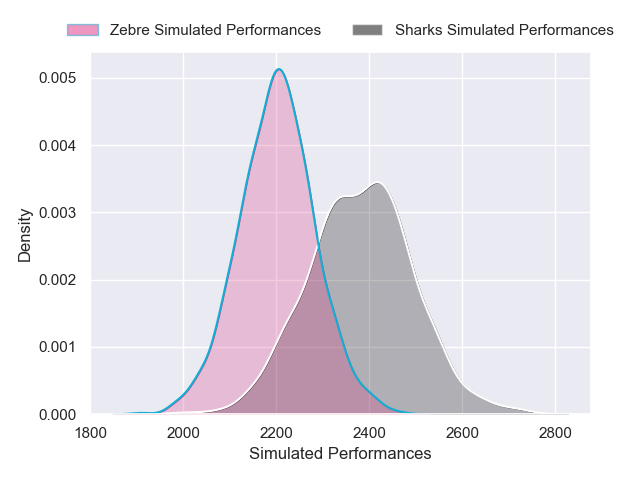 Zebre Simulated Performances Sharks Simulated Performances
0.005
0.004
0.003
0.002
0.001
0.000
Density
1800 2000 2200 2400 2600 2800
Simulated Performances